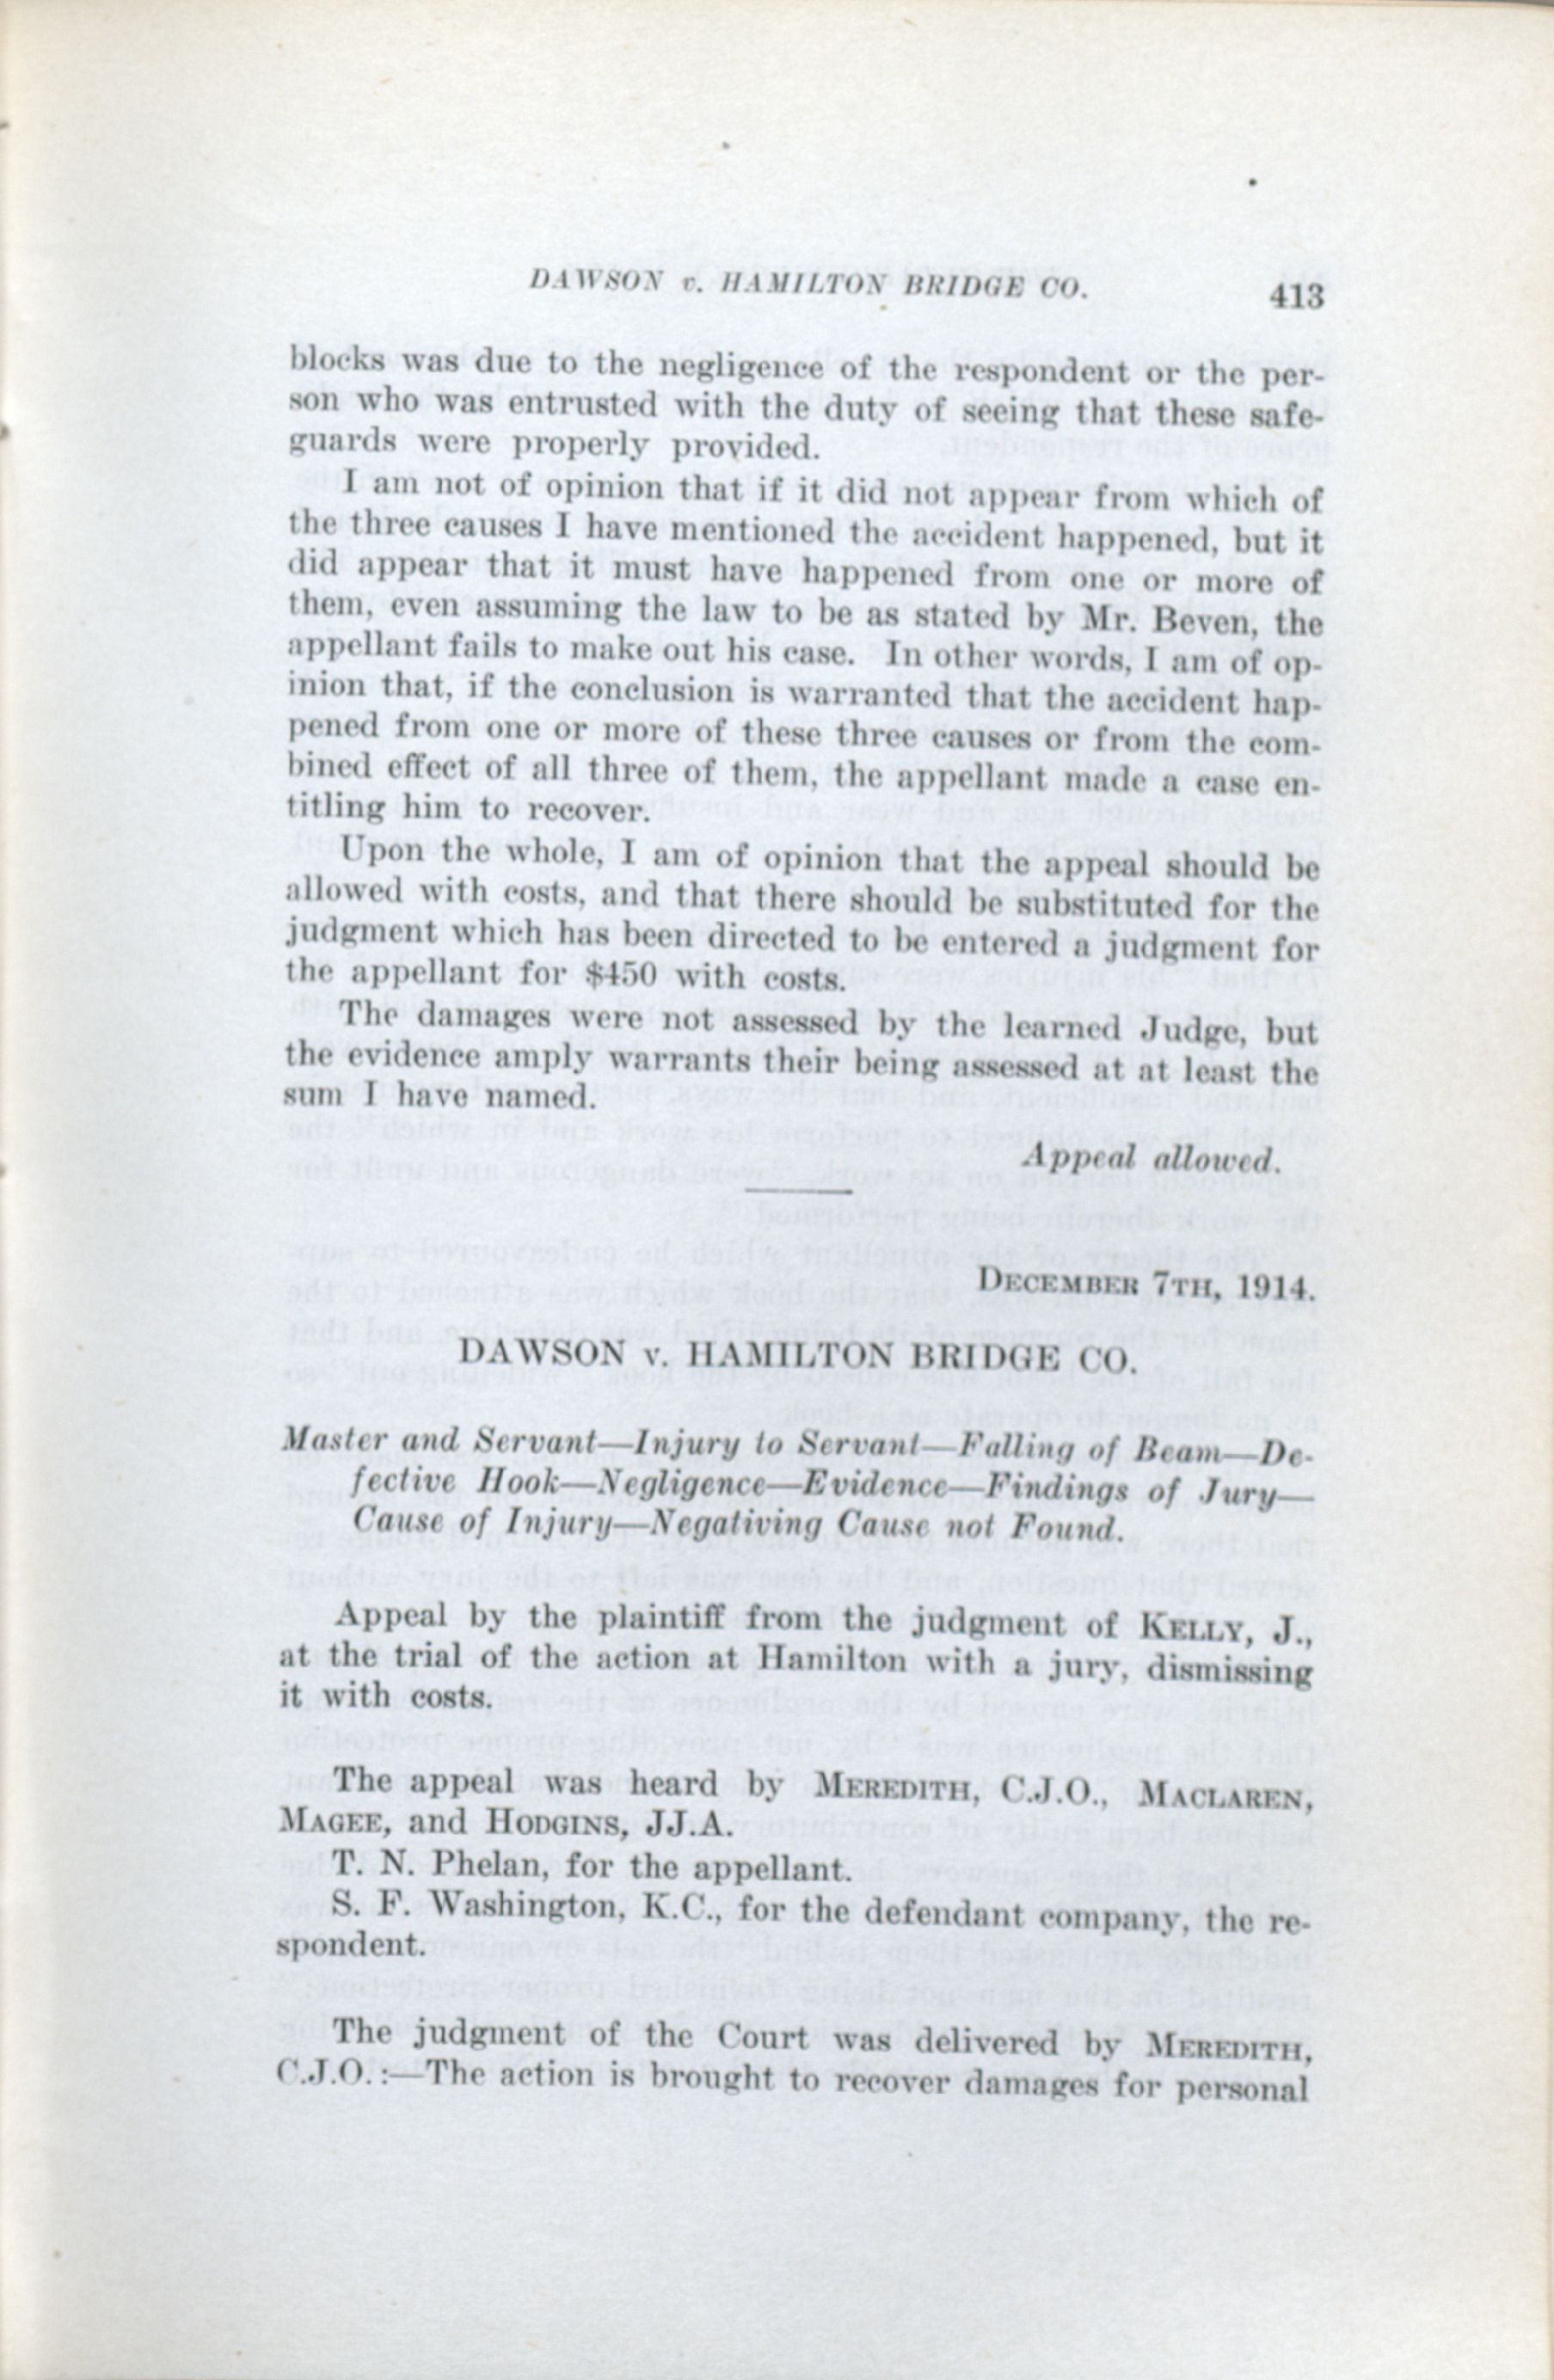 DAWSON v. HAMILTON BRIDGE CO. 413
blocks was due to the negligence of the respondent or the per-
son who was entrusted with the duty of seeing that these safe-
guards were properly provided.
I am not of opinion that if it did not appear from which of
the three causes I have mentioned the accident happened, but it
did appear that it must have happened from one or more of
them, even assuming the law to be as stated by Mr. Beven, the
appellant fails to make out his case. In other words, I am of op-
inion that, if the conclusion is warranted that the accident hap-
pened from one or more of these three causes or from the com-
bined effect of all three of them, the appellant made a case en-
titling him to recover.
Upon the whole, I am of opinion that the appeal should be
allowed with costs, and that there should be substituted for the
judgment which has been directed to be entered a judgment for
the appellant for $450 with costs.
The damages were not assessed by the learned Judge, but
the evidence amply warrants their being assessed at at least the
sum I have named.
Appeal allowed.
DECEMBER 7TH, 1914.
DAWSON v. HAMILTON BRIDGE CO.
Master and Servant—Injury to Servant—Falling of Beam—De-
fective Hook—Negligence—Evidence—Findings of Jury—
Cause of Injury—Negativing Cause not Found.
Appeal by the plaintiff from the judgment of KELLY, J.,
at the trial of the action at Hamilton with a jury, dismissing
it with costs.
The appeal was heard by MEREDITH, C.J.O., MACLAREN,
MAGEE, and HODGINS, JJ.A.
T. N. Phelan, for the appellant.
S. F. Washington, K.C., for the defendant company, the re-
spondent.
The judgment of the Court was delivered by MEREDITH,
C.J.O.:—The action is brought to recover damages for personal